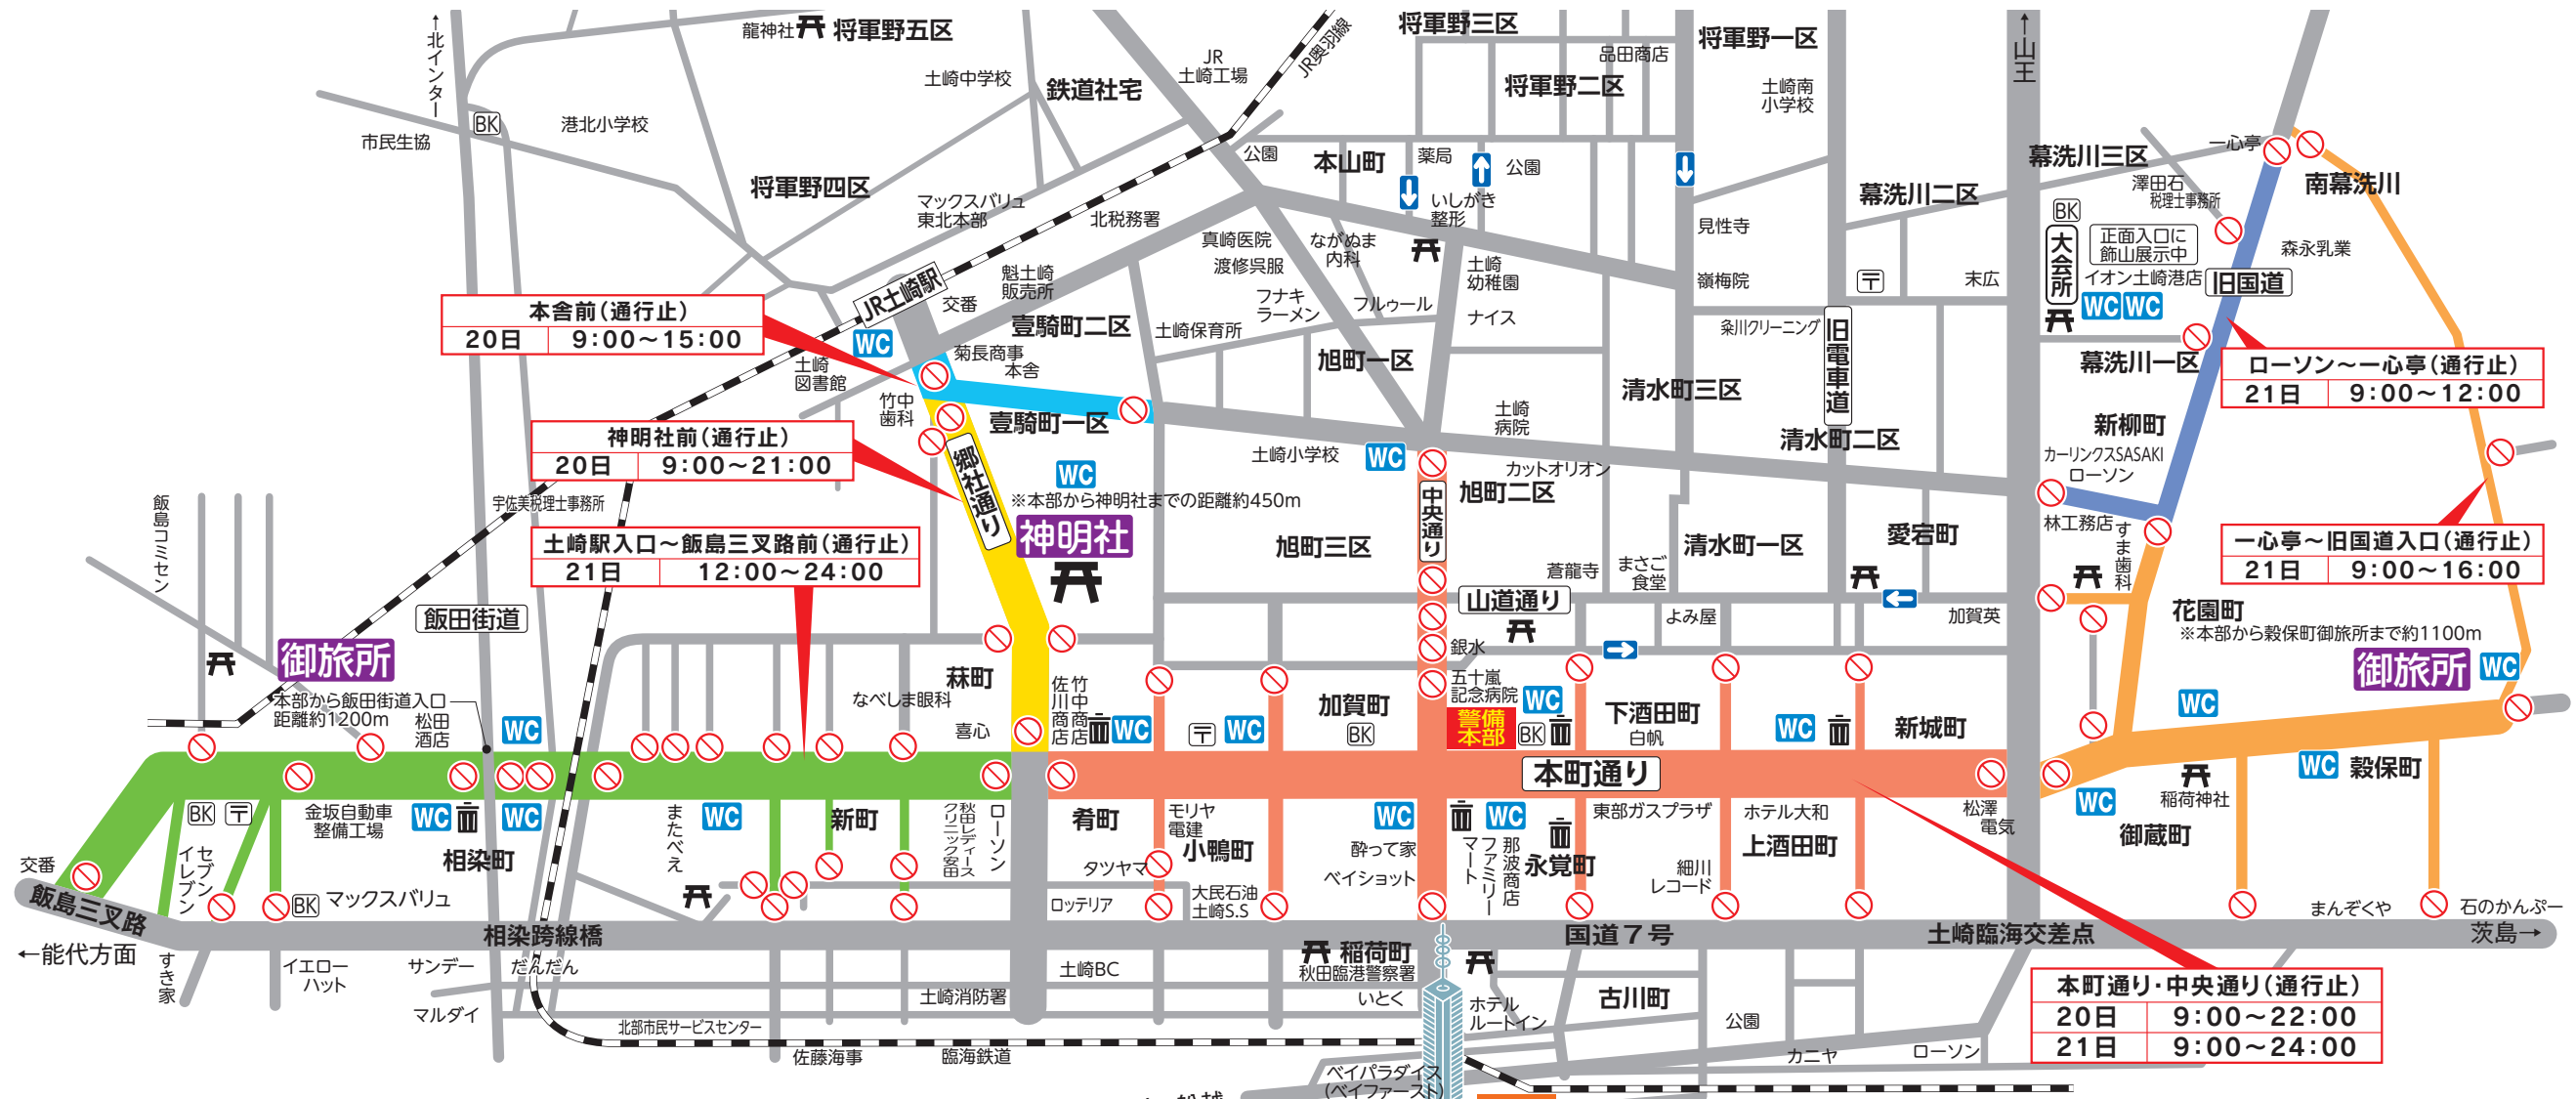 ←北インター
龍神社
将軍野五区
市民生協
BK
港北小学校
土崎中学校
鉄道社宅
JR
土崎工場
JR奥羽線
将軍野四区
マックスバリュ
東北本部
北税務署
将軍野三区
品田商店
将軍野二区
将軍野一区
土崎南
小学校
公園
本山町
薬局
公園
いしがき
整形
←山王
一心亭
幕洗川三区
澤田石
税理士事務所
南幕洗川
幕洗川二区
BK
大会所
正面入口に
飾山展示中
イオン土崎港店
旧国道
森永乳業
WC WC
見性寺
嶺梅院
〒
末広
真崎医院
渡修呉服
ながぬま
内科
土崎
幼稚園
フナキ
ラーメン
フルゥール
ナイス
粂川クリーニング
旧電車道
JR土崎駅
交番
魁土崎
販売所
壹騎町二区
土崎保育所
WC
土崎
図書館
菊長商事
本舎
竹中
歯科
壹騎町一区
旭町一区
清水町三区
土崎
病院
清水町二区
幕洗川一区
新柳町
カーリンクスSASAKI
ローソン
林工務店
すま歯科
本舎前(通行止)
20日 9:00～15:00
神明社前(通行止)
20日 9:00～21:00
土崎駅入口～飯島三叉路前(通行止)
21日 12:00～24:00
ローソン～一心亭(通行止)
21日 9:00～12:00
一心亭～旧国道入口(通行止)
21日 9:00～16:00
郷社通り
WC
※本部から神明社までの距離約450m
神明社
土崎小学校
WC
カットオリオン
中央通り
旭町二区
旭町三区
清水町一区
愛宕町
蒼龍寺
まさご
食堂
山道通り
よみ屋
加賀英
銀水
宇佐美税理士事務所
飯島コミセン
飯田街道
御旅所
本部から飯田街道入口
距離約1200m
松田
酒店
WC
なべしま眼科
菻町
喜心
佐川商店
竹中商店
WC
〒
WC
加賀町
BK
五十嵐
記念病院
WC
警備
本部
BK
下酒田町
白帆
WC
新城町
花園町
※本部から穀保町御旅所まで約1100m
御旅所
WC
WC
本町通り
WC
穀保町
稲荷神社
WC
御蔵町
BK
〒
金坂自動車
整備工場
WC
WC
相染町
またべえ
WC
新町
秋田レディース
クリニック安田
ローソン
肴町
モリヤ
電建
小鴨町
タツヤマ
ロッテリア
大民石油
土崎S.S
WC
酔って家
ベイショット
WC
ファミリーマート
那波商店
永覚町
東部ガスプラザ
細川
レコード
ホテル大和
上酒田町
松澤
電気
交番
飯島三叉路
セブン
イレブン
BK
マックスバリュ
相染跨線橋
国道7号
土崎臨海交差点
まんぞくや
石のかんぷー
茨島→
←能代方面
すき家
イエロー
ハット
サンデー
だんだん
マルダイ
土崎消防署
土崎BC
稲荷町
秋田臨港警察署
いとく
北部市民サービスセンター
佐藤海事
臨海鉄道
ホテル
ルートイン
古川町
公園
カニヤ
ローソン
ベイパラダイス
(ベイファースト)
本町通り・中央通り(通行止)
20日 9:00～22:00
21日 9:00～24:00